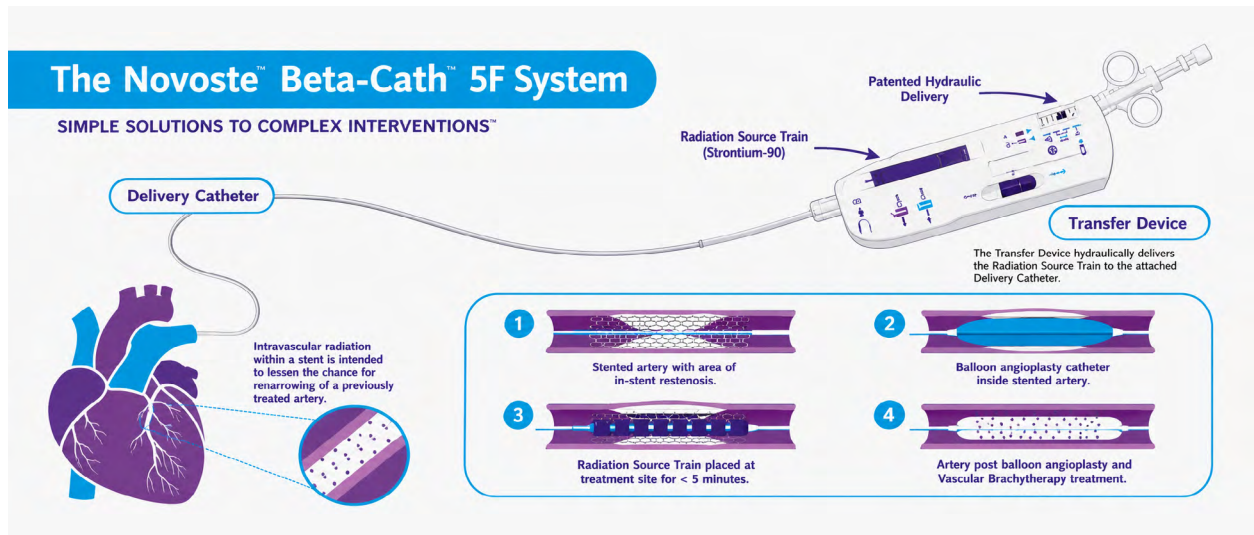 The Novoste™ Beta-Cath™ 5F System
SIMPLE SOLUTIONS TO COMPLEX INTERVENTIONS™
Patented Hydraulic
Delivery
Radiation Source Train
(Strontium-90)
Delivery Catheter
Transfer Device
The Transfer Device hydraulically delivers
the Radiation Source Train to the attached
Delivery Catheter.
Intravascular radiation
within a stent is intended
to lessen the chance for
renarrowing of a previously
treated artery.
1
Stented artery with area of
in-stent restenosis.
2
Balloon angioplasty catheter
inside stented artery.
3
Radiation Source Train placed at
treatment site for < 5 minutes.
4
Artery post balloon angioplasty and
Vascular Brachytherapy treatment.